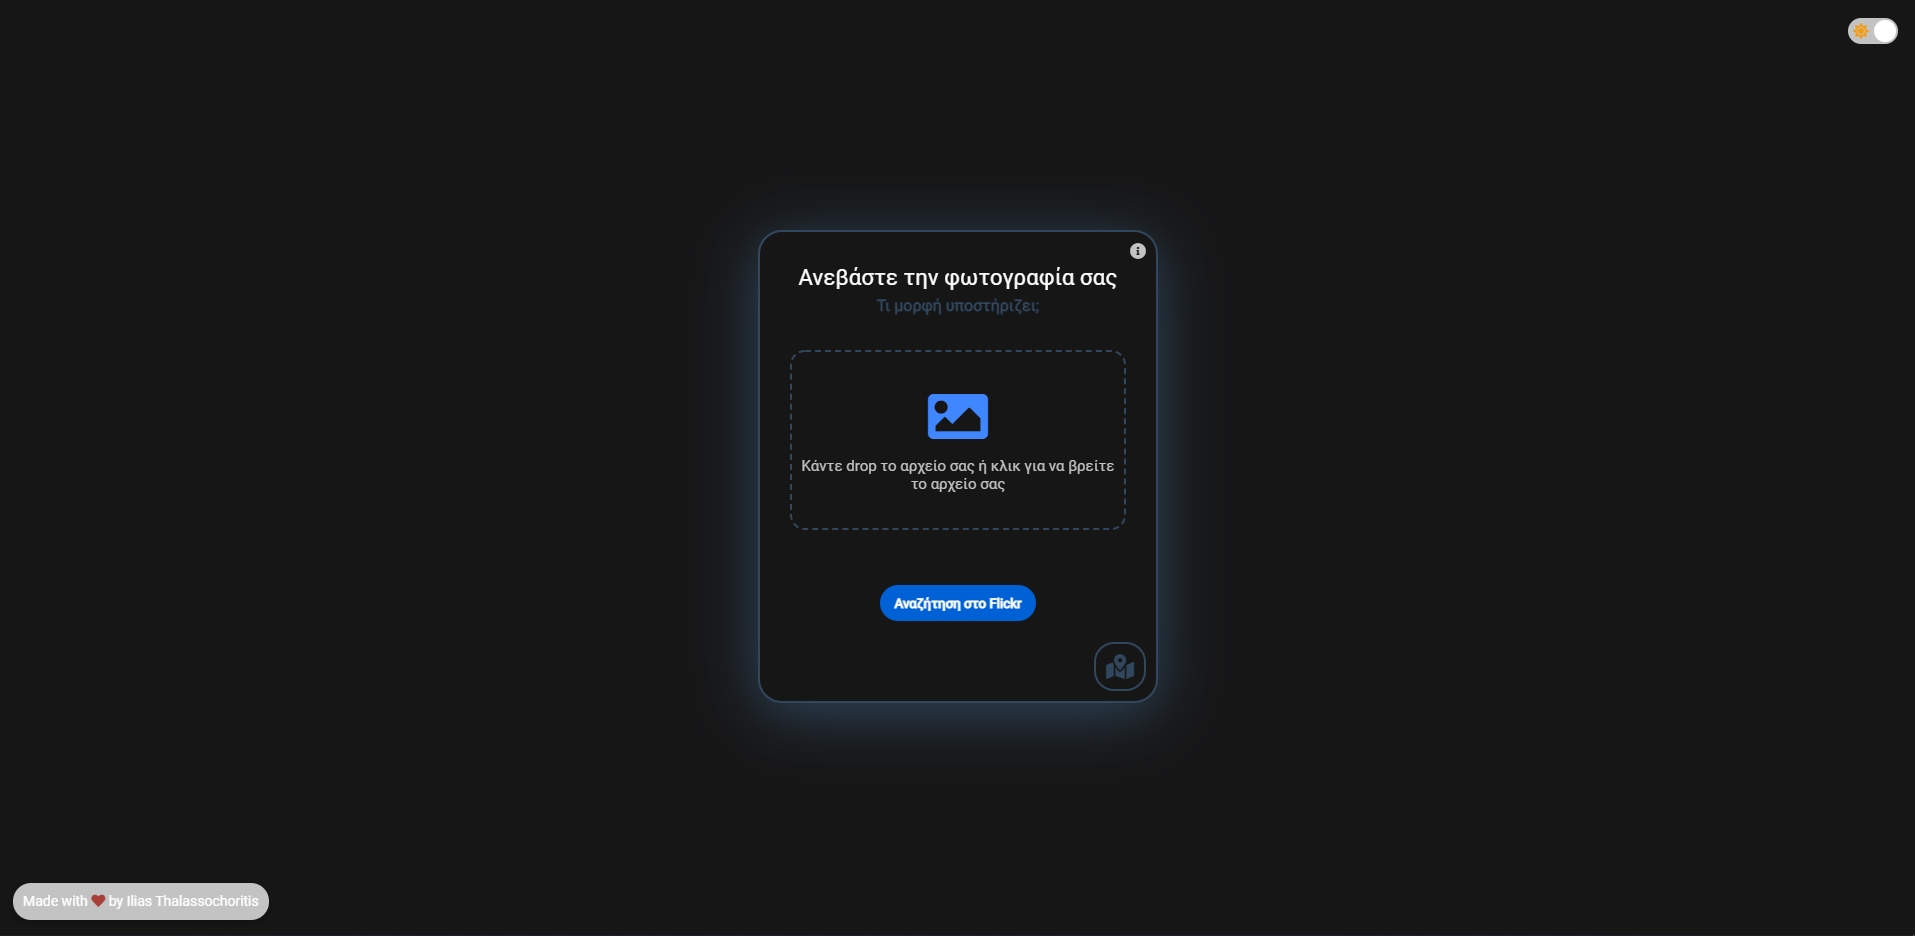 Ανεβάστε την φωτογραφία σας
Τι μορφή υποστηρίζει;
Κάντε drop το αρχείο σας ή κλικ για να βρείτε
το αρχείο σας
Αναζήτηση στο Flickr
Made with ❤ by Ilias Thalassochoritis